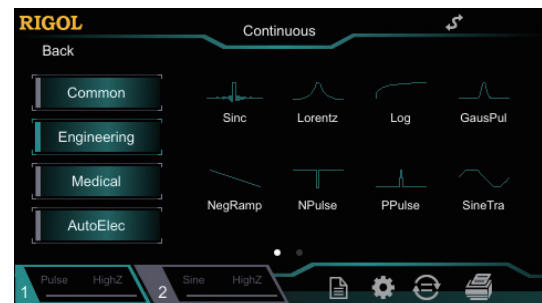 RIGOL
Continuous
Back
Common
Sinc
Lorentz
Log
GausPul
Engineering
Medical
NegRamp
NPulse
PPulse
SineTra
AutoElec
1 Pulse HighZ
2 Sine HighZ